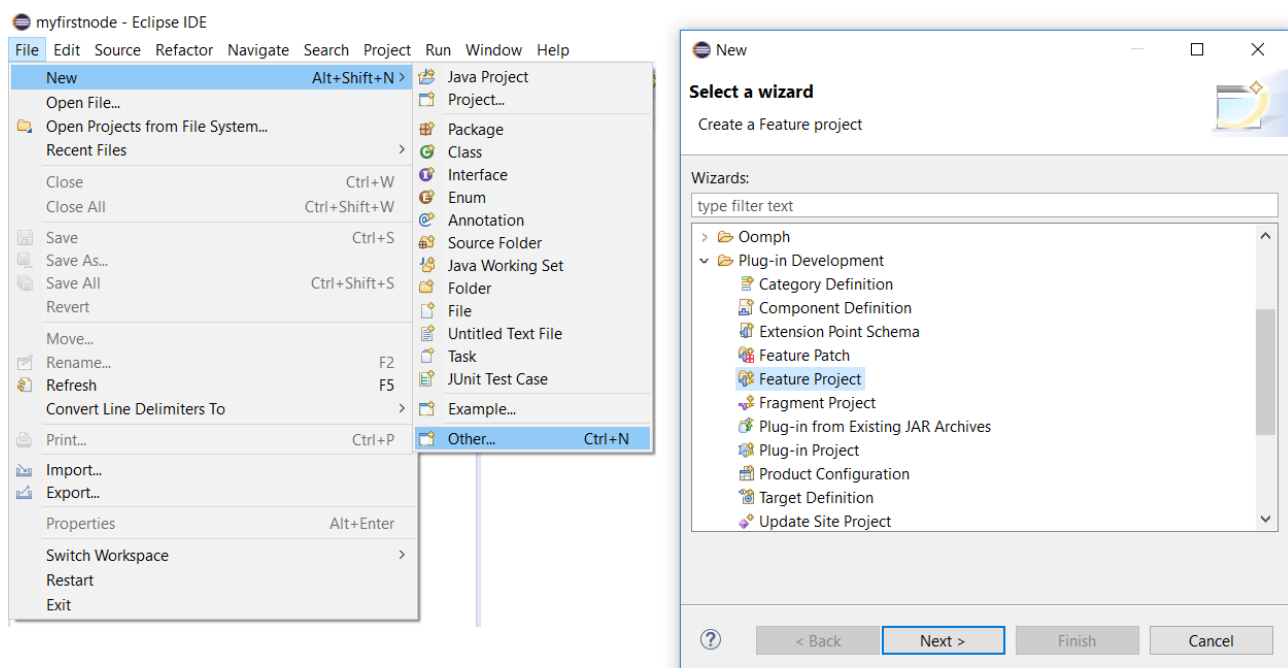 myfirstnode - Eclipse IDE
File Edit Source Refactor Navigate Search Project Run Window Help
New Alt+Shift+N >
Open File...
Open Projects from File System...
Recent Files >
Close Ctrl+W
Close All Ctrl+Shift+W
Save Ctrl+S
Save As...
Save All Ctrl+Shift+S
Revert
Move...
Rename... F2
Refresh F5
Convert Line Delimiters To >
Print... Ctrl+P
Import...
Export...
Properties Alt+Enter
Switch Workspace >
Restart
Exit
Java Project
Project...
Package
Class
Interface
Enum
Annotation
Source Folder
Java Working Set
Folder
File
Untitled Text File
Task
JUnit Test Case
Example...
Other... Ctrl+N
New
Select a wizard
Create a Feature project
Wizards:
type filter text
Oomph
Plug-in Development
Category Definition
Component Definition
Extension Point Schema
Feature Patch
Feature Project
Fragment Project
Plug-in from Existing JAR Archives
Plug-in Project
Product Configuration
Target Definition
Update Site Project
? < Back Next > Finish Cancel